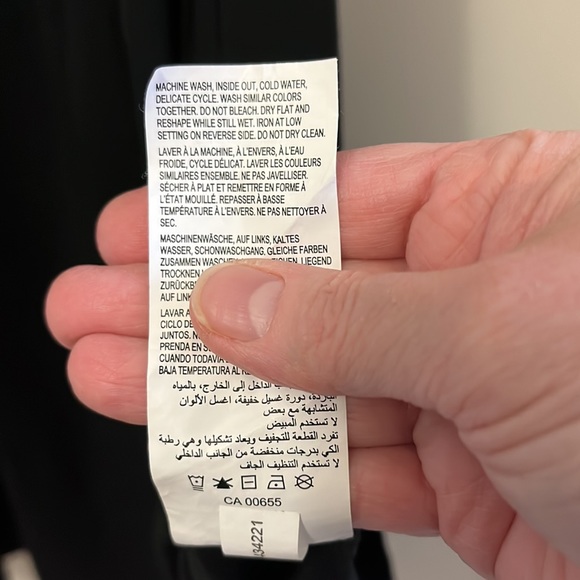 MACHINE WASH, INSIDE OUT, COLD WATER,
DELICATE CYCLE. WASH SIMILAR COLORS
TOGETHER. DO NOT BLEACH. DRY FLAT AND
RESHAPE WHILE STILL WET. IRON AT LOW
SETTING ON REVERSE SIDE. DO NOT DRY CLEAN.
LAVER À LA MACHINE, À L'ENVERS, À L'EAU
FROIDE, CYCLE DÉLICAT. LAVER LES COULEURS
SIMILAIRES ENSEMBLE. NE PAS JAVELLISER.
SÉCHER À PLAT ET REMETTRE EN FORME À
L'ÉTAT MOUILLÉ. REPASSER À BASSE
TEMPÉRATURE À L'ENVERS. NE PAS NETTOYER À
SEC.
MASCHINENWÄSCHE, AUF LINKS, KALTES
WASSER, SCHONWASCHGANG, GLEICHE FARBEN
ZUSAMMEN LIEGEND
TROCKNEN
AUF
LAVAR
CICLO
JUNTOS.
PRENDA EN
CUANDO
BAJA TEMPERATURA AL
الداخل إلى الخارج، بالمياه
الباردة، دورة غسيل خفيفة، اغسل الألوان
المتشابهة مع بعض
لا تستخدم المبيض
تفرد القطعة للتجفيف ويعاد تشكيلها وهي رطبة
الكي بدرجات منخفضة من الجانب الداخلي
لا تستخدم التنظيف الجاف
CA 00655
34221